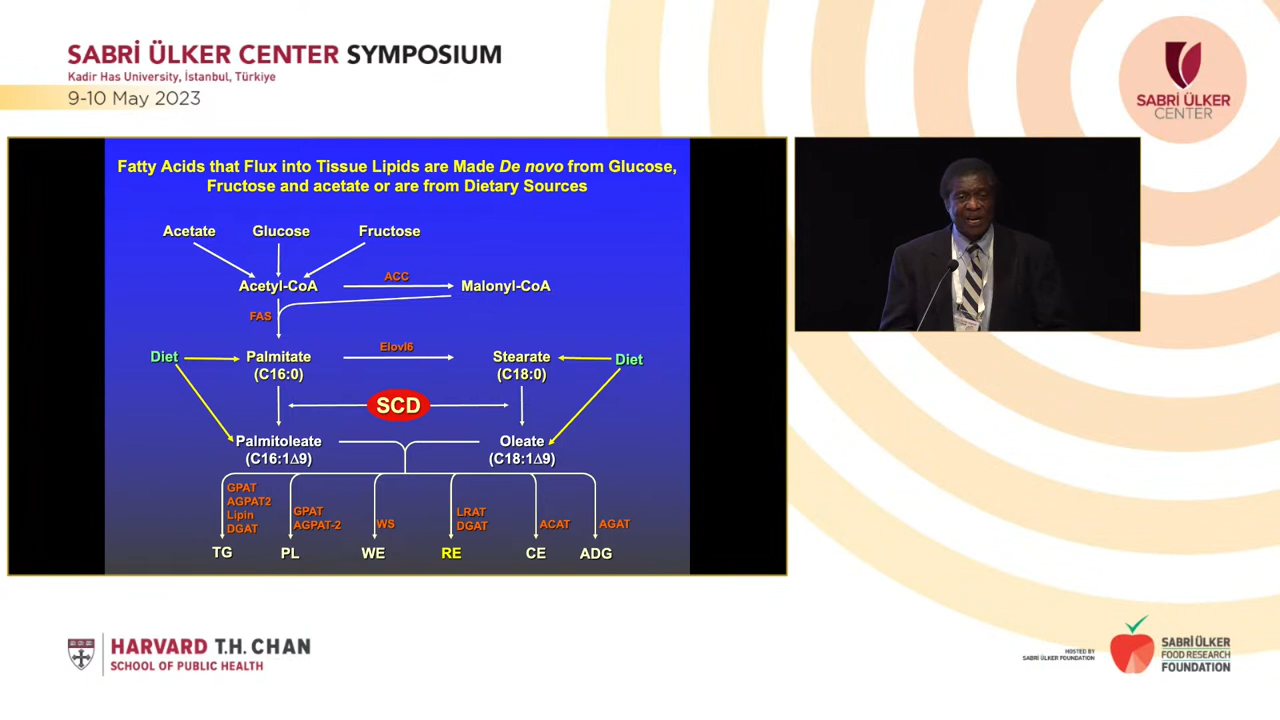 SABRİ ÜLKER CENTER SYMPOSIUM
Kadir Has University, İstanbul, Türkiye
9-10 May 2023
SABRİ ÜLKER
CENTER
Fatty Acids that Flux into Tissue Lipids are Made De novo from Glucose,
Fructose and acetate or are from Dietary Sources
Acetate Glucose Fructose
ACC
Acetyl-CoA Malonyl-CoA
FAS
Elovl6
Diet Palmitate Stearate Diet
(C16:0) (C18:0)
SCD
Palmitoleate Oleate
(C16:1Δ9) (C18:1Δ9)
GPAT
AGPAT2
Lipin
DGAT
GPAT
AGPAT-2
WS
LRAT
DGAT
ACAT
AGAT
TG PL WE RE CE ADG
HARVARD T.H. CHAN
SCHOOL OF PUBLIC HEALTH
HOSTED BY
SABRI ÜLKER FOUNDATION
SABRİ ÜLKER
FOOD RESEARCH
FOUNDATION